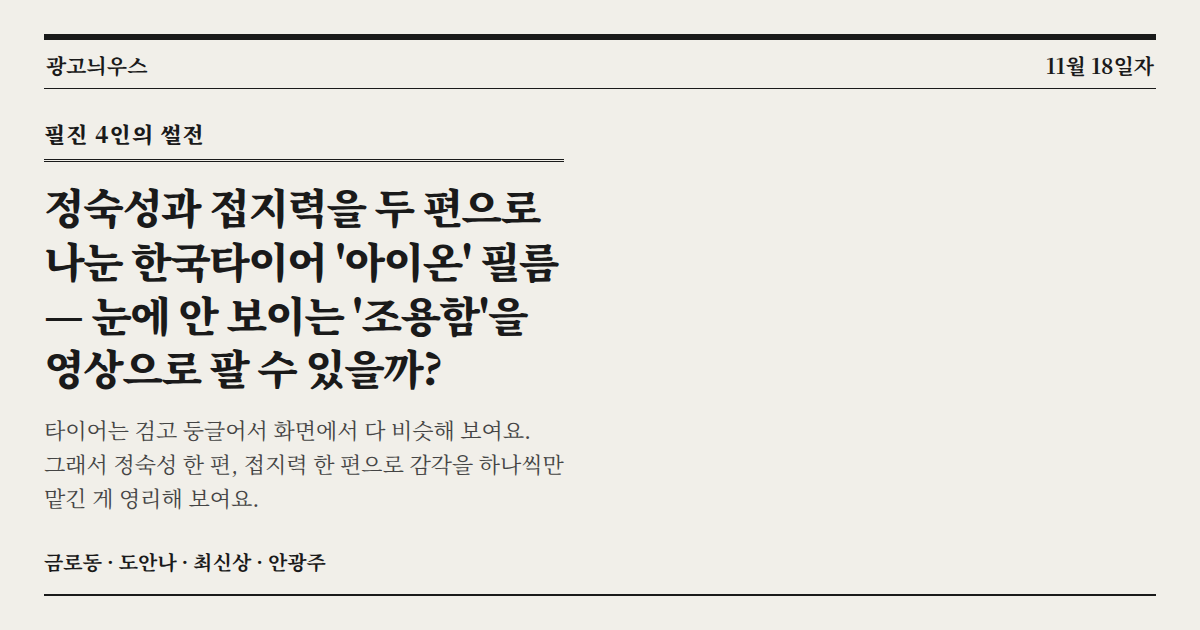 광고늬우스
11월 18일자
필진 4인의 썰전
정숙성과 접지력을 두 편으로
나눈 한국타이어 '아이온' 필름
— 눈에 안 보이는 '조용함'을
영상으로 팔 수 있을까?
타이어는 검고 둥글어서 화면에서 다 비슷해 보여요.
그래서 정숙성 한 편, 접지력 한 편으로 감각을 하나씩만
맡긴 게 영리해 보여요.
금로동 · 도안나 · 최신상 · 안광주